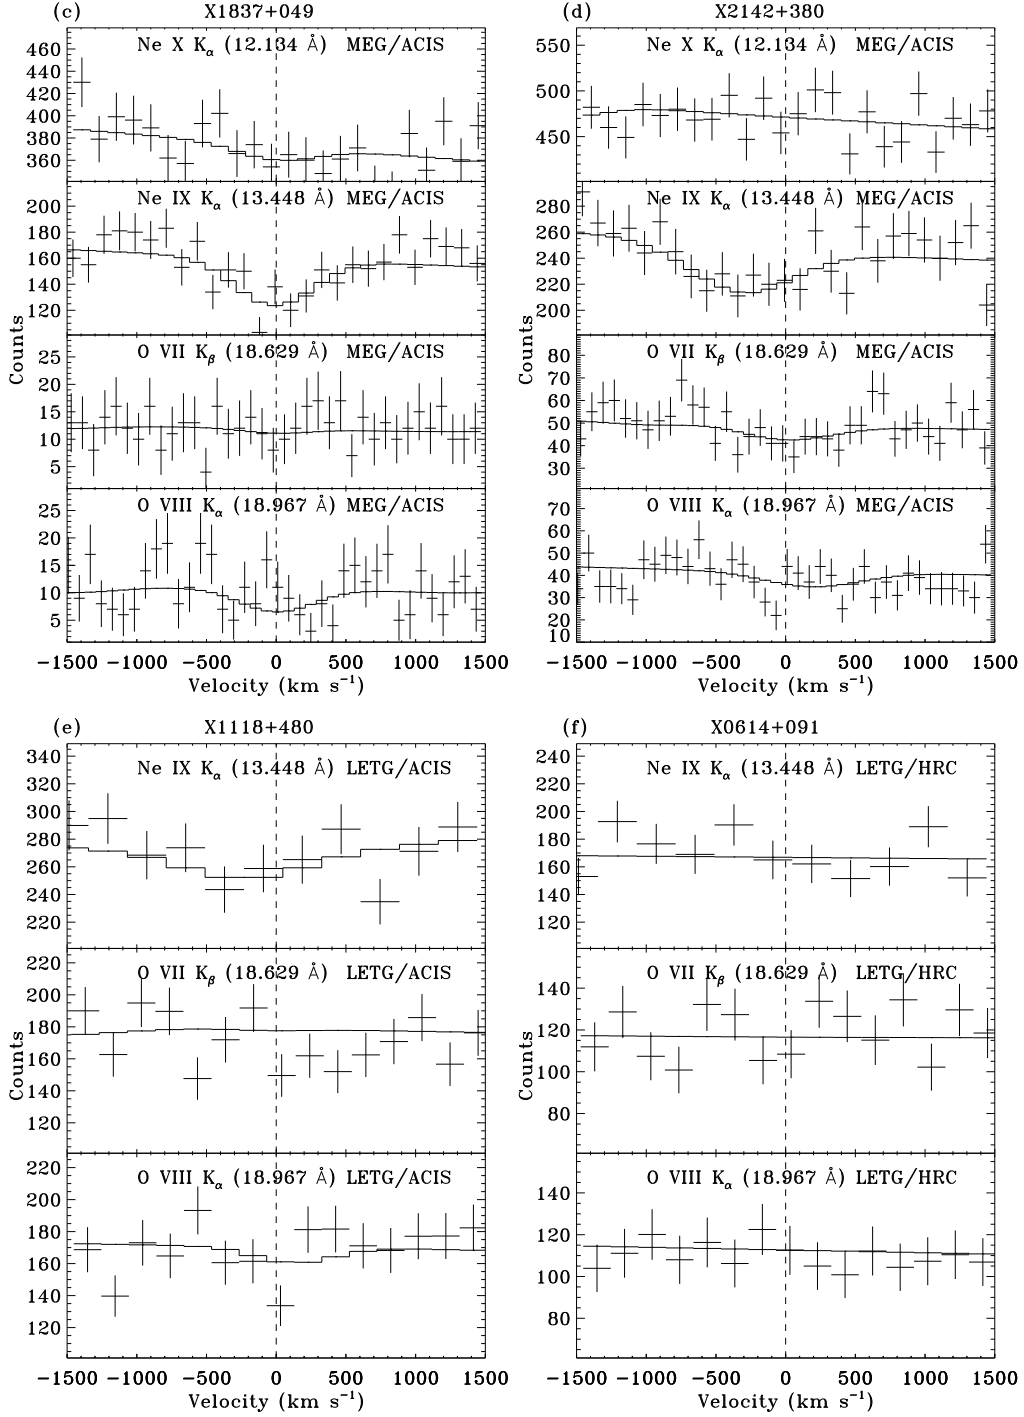 (c) X1837+049
Ne X Kα (12.134 Å) MEG/ACIS
480
460
440
420
400
380
360
Ne IX Kα (13.448 Å) MEG/ACIS
200
180
160
140
120
O VII Kβ (18.629 Å) MEG/ACIS
25
20
15
10
5
O VIII Kα (18.967 Å) MEG/ACIS
25
20
15
10
5
Counts
-1500 -1000 -500 0 500 1000 1500
Velocity (km s⁻¹)
(d) X2142+380
Ne X Kα (12.134 Å) MEG/ACIS
550
500
450
Ne IX Kα (13.448 Å) MEG/ACIS
280
260
240
220
200
O VII Kβ (18.629 Å) MEG/ACIS
80
70
60
50
40
30
20
O VIII Kα (18.967 Å) MEG/ACIS
70
60
50
40
30
20
10
Counts
-1500 -1000 -500 0 500 1000 1500
Velocity (km s⁻¹)
(e) X1118+480
Ne IX Kα (13.448 Å) LETG/ACIS
340
320
300
280
260
240
220
O VII Kβ (18.629 Å) LETG/ACIS
220
200
180
160
140
120
O VIII Kα (18.967 Å) LETG/ACIS
220
200
180
160
140
120
Counts
-1500 -1000 -500 0 500 1000 1500
Velocity (km s⁻¹)
(f) X0614+091
Ne IX Kα (13.448 Å) LETG/HRC
240
220
200
180
160
140
120
O VII Kβ (18.629 Å) LETG/HRC
140
120
100
80
O VIII Kα (18.967 Å) LETG/HRC
140
120
100
80
Counts
-1500 -1000 -500 0 500 1000 1500
Velocity (km s⁻¹)